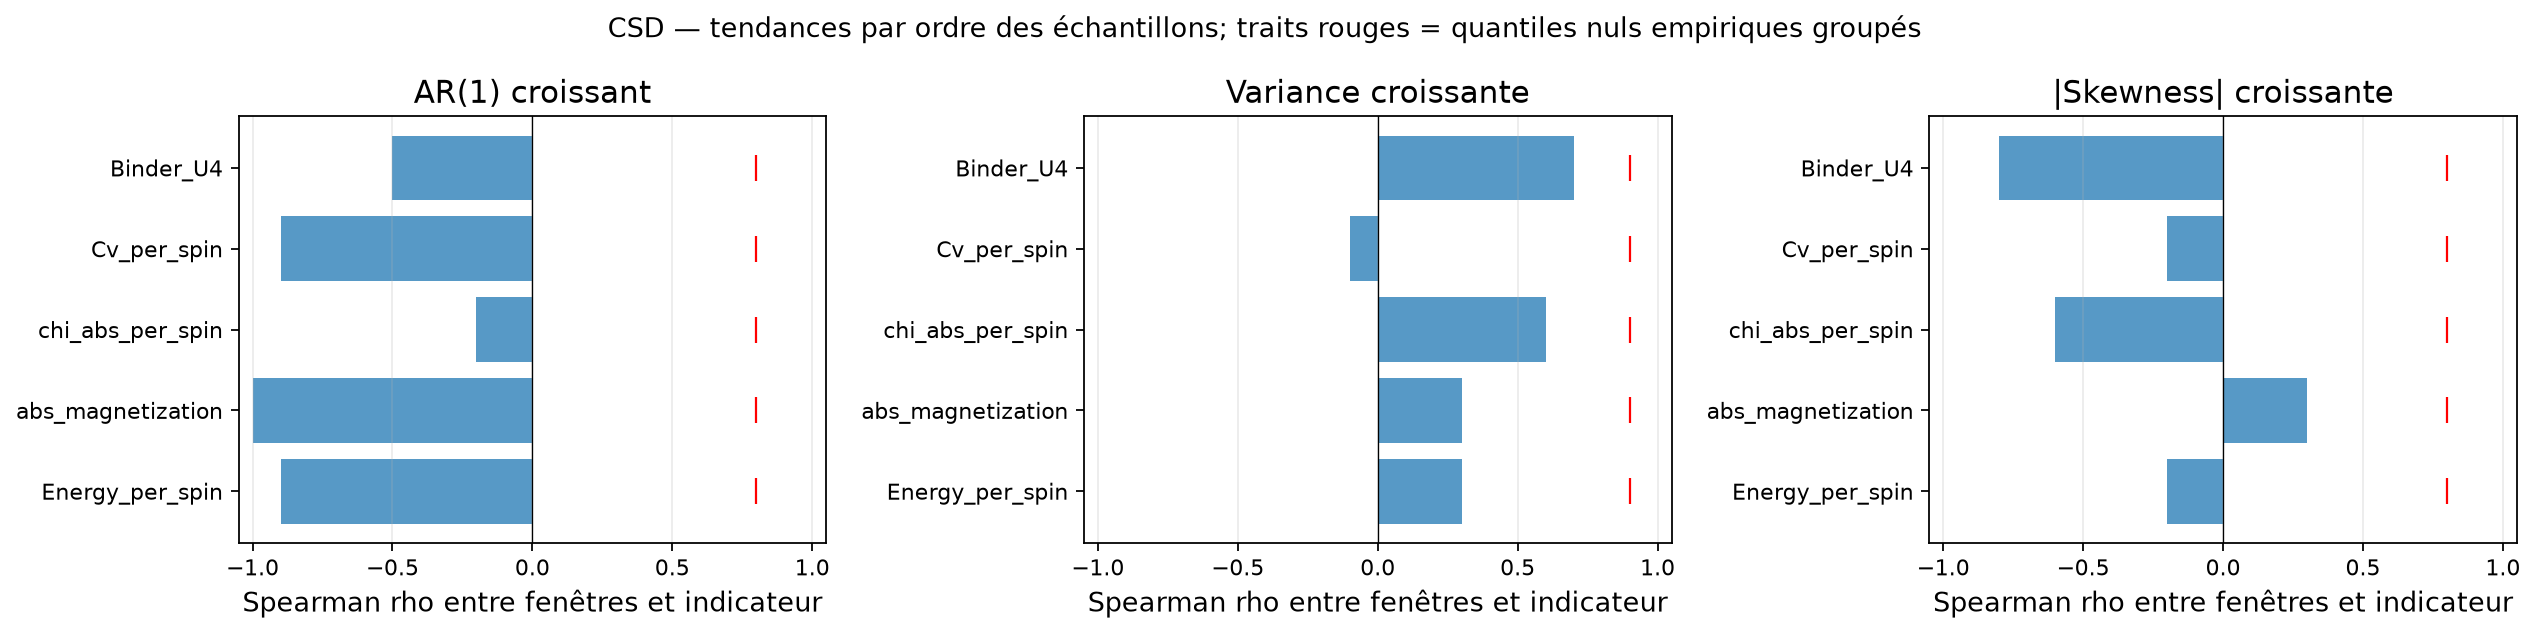 CSD — tendances par ordre des échantillons; traits rouges = quantiles nuls empiriques groupés
AR(1) croissant
Binder_U4
Cv_per_spin
chi_abs_per_spin
abs_magnetization
Energy_per_spin
−1.0 −0.5 0.0 0.5 1.0
Spearman rho entre fenêtres et indicateur
Variance croissante
Binder_U4
Cv_per_spin
chi_abs_per_spin
abs_magnetization
Energy_per_spin
−1.0 −0.5 0.0 0.5 1.0
Spearman rho entre fenêtres et indicateur
|Skewness| croissante
Binder_U4
Cv_per_spin
chi_abs_per_spin
abs_magnetization
Energy_per_spin
−1.0 −0.5 0.0 0.5 1.0
Spearman rho entre fenêtres et indicateur